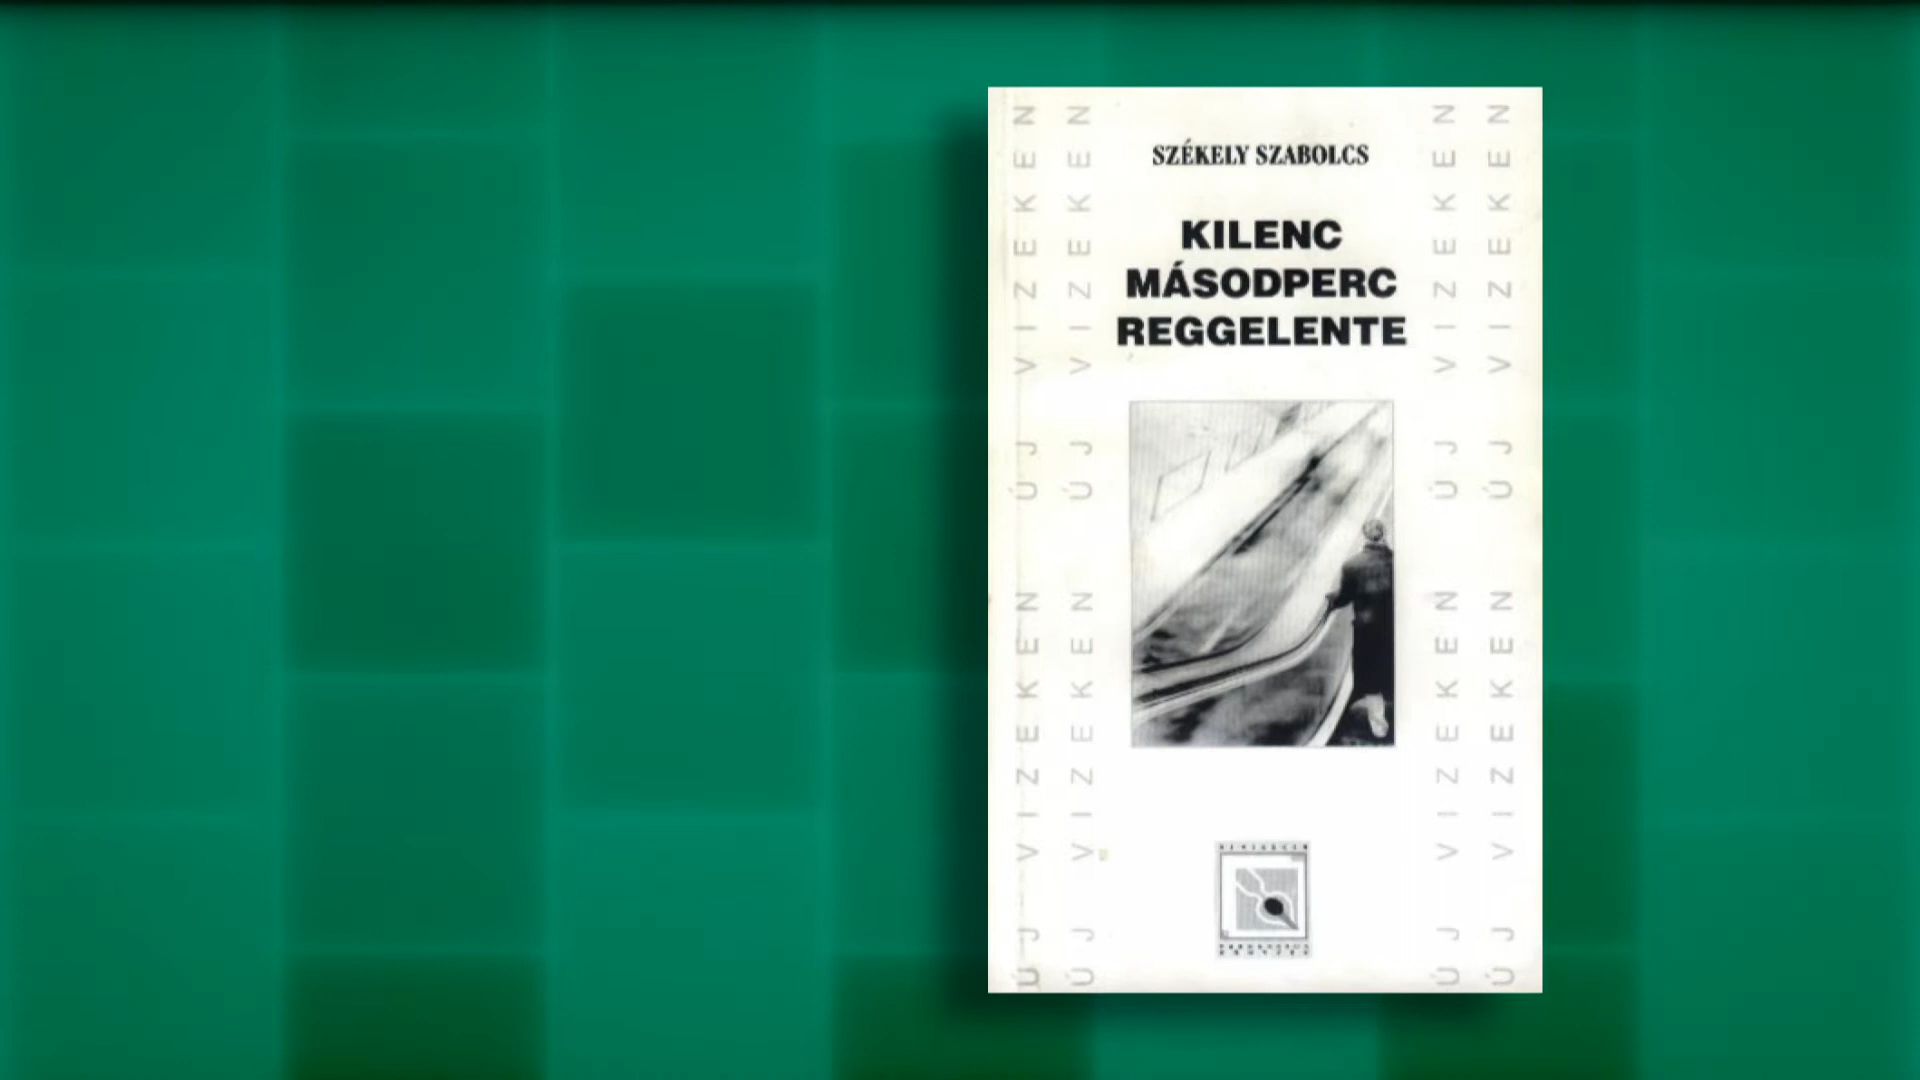 SZÉKELY SZABOLCS
KILENC
MÁSODPERC
REGGELENTE
ÚJ VIZEKEN ÚJ VIZEKEN
ÚJ VIZEKEN ÚJ VIZEKEN
ÚJ VIZEKEN ÚJ VIZEKEN
ÚJ VIZEKEN ÚJ VIZEKEN